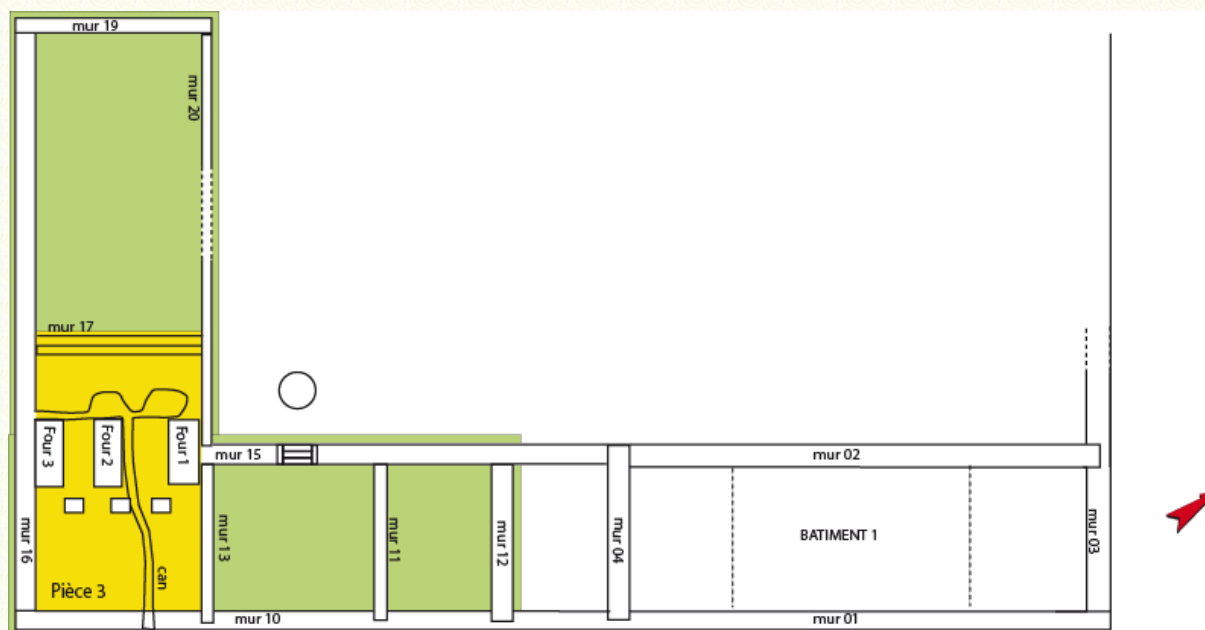 mur 19
mur 20
mur 17
Four 3
Four 2
Four 1
mur 15
mur 02
mur 16
mur 13
mur 11
mur 12
mur 04
BATIMENT 1
mur 03
can
Pièce 3
mur 10
mur 01